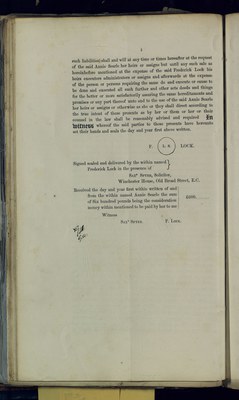 such liabilities) shall and will at any time or times hereafter at the request
of the said Annie Sands her heirs or assigns but until any such sale as
hereinbefore mentioned at the expense of the said Frederick Lock his
heirs executors administrators or assigns and afterwards at the expense
of the person or persons requiring the same do and execute or cause to
be done and executed all such further and other acts deeds and things
for the better or more satisfactorily assuring the same hereditaments and
premises or any part thereof unto and to the use of the said Annie Sands
her heirs or assigns or otherwise as she or they shall direct according to
the true intent of these presents as by her or them or her or their
counsel in the law shall be reasonably advised and required In
witness whereof the said parties to these presents have hereunto
set their hands and seals the day and year first above written.
F. L. S. LOCK.
Signed sealed and delivered by the within named
Frederick Lock in the presence of
Solicitor,
Winchester House, Old Broad Street, E.C.
Received the day and year first within written of and
from the within named Annie Sands the sum
of
hundred pounds being the consideration
money within mentioned to be paid by her to me
Witness
F. Lock.